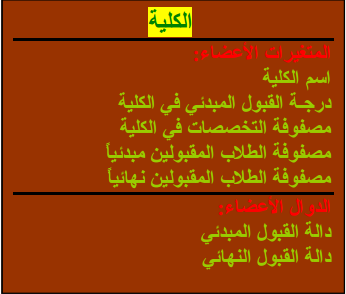 الكلية
المتغيرات الأعضاء:
اسم الكلية
درجة القبول المبدئي في الكلية
مصفوفة التخصصات في الكلية
مصفوفة الطلاب المقبولين مبدئياً
مصفوفة الطلاب المقبولين نهائياً
الدوال الأعضاء:
دالة القبول المبدئي
دالة القبول النهائي